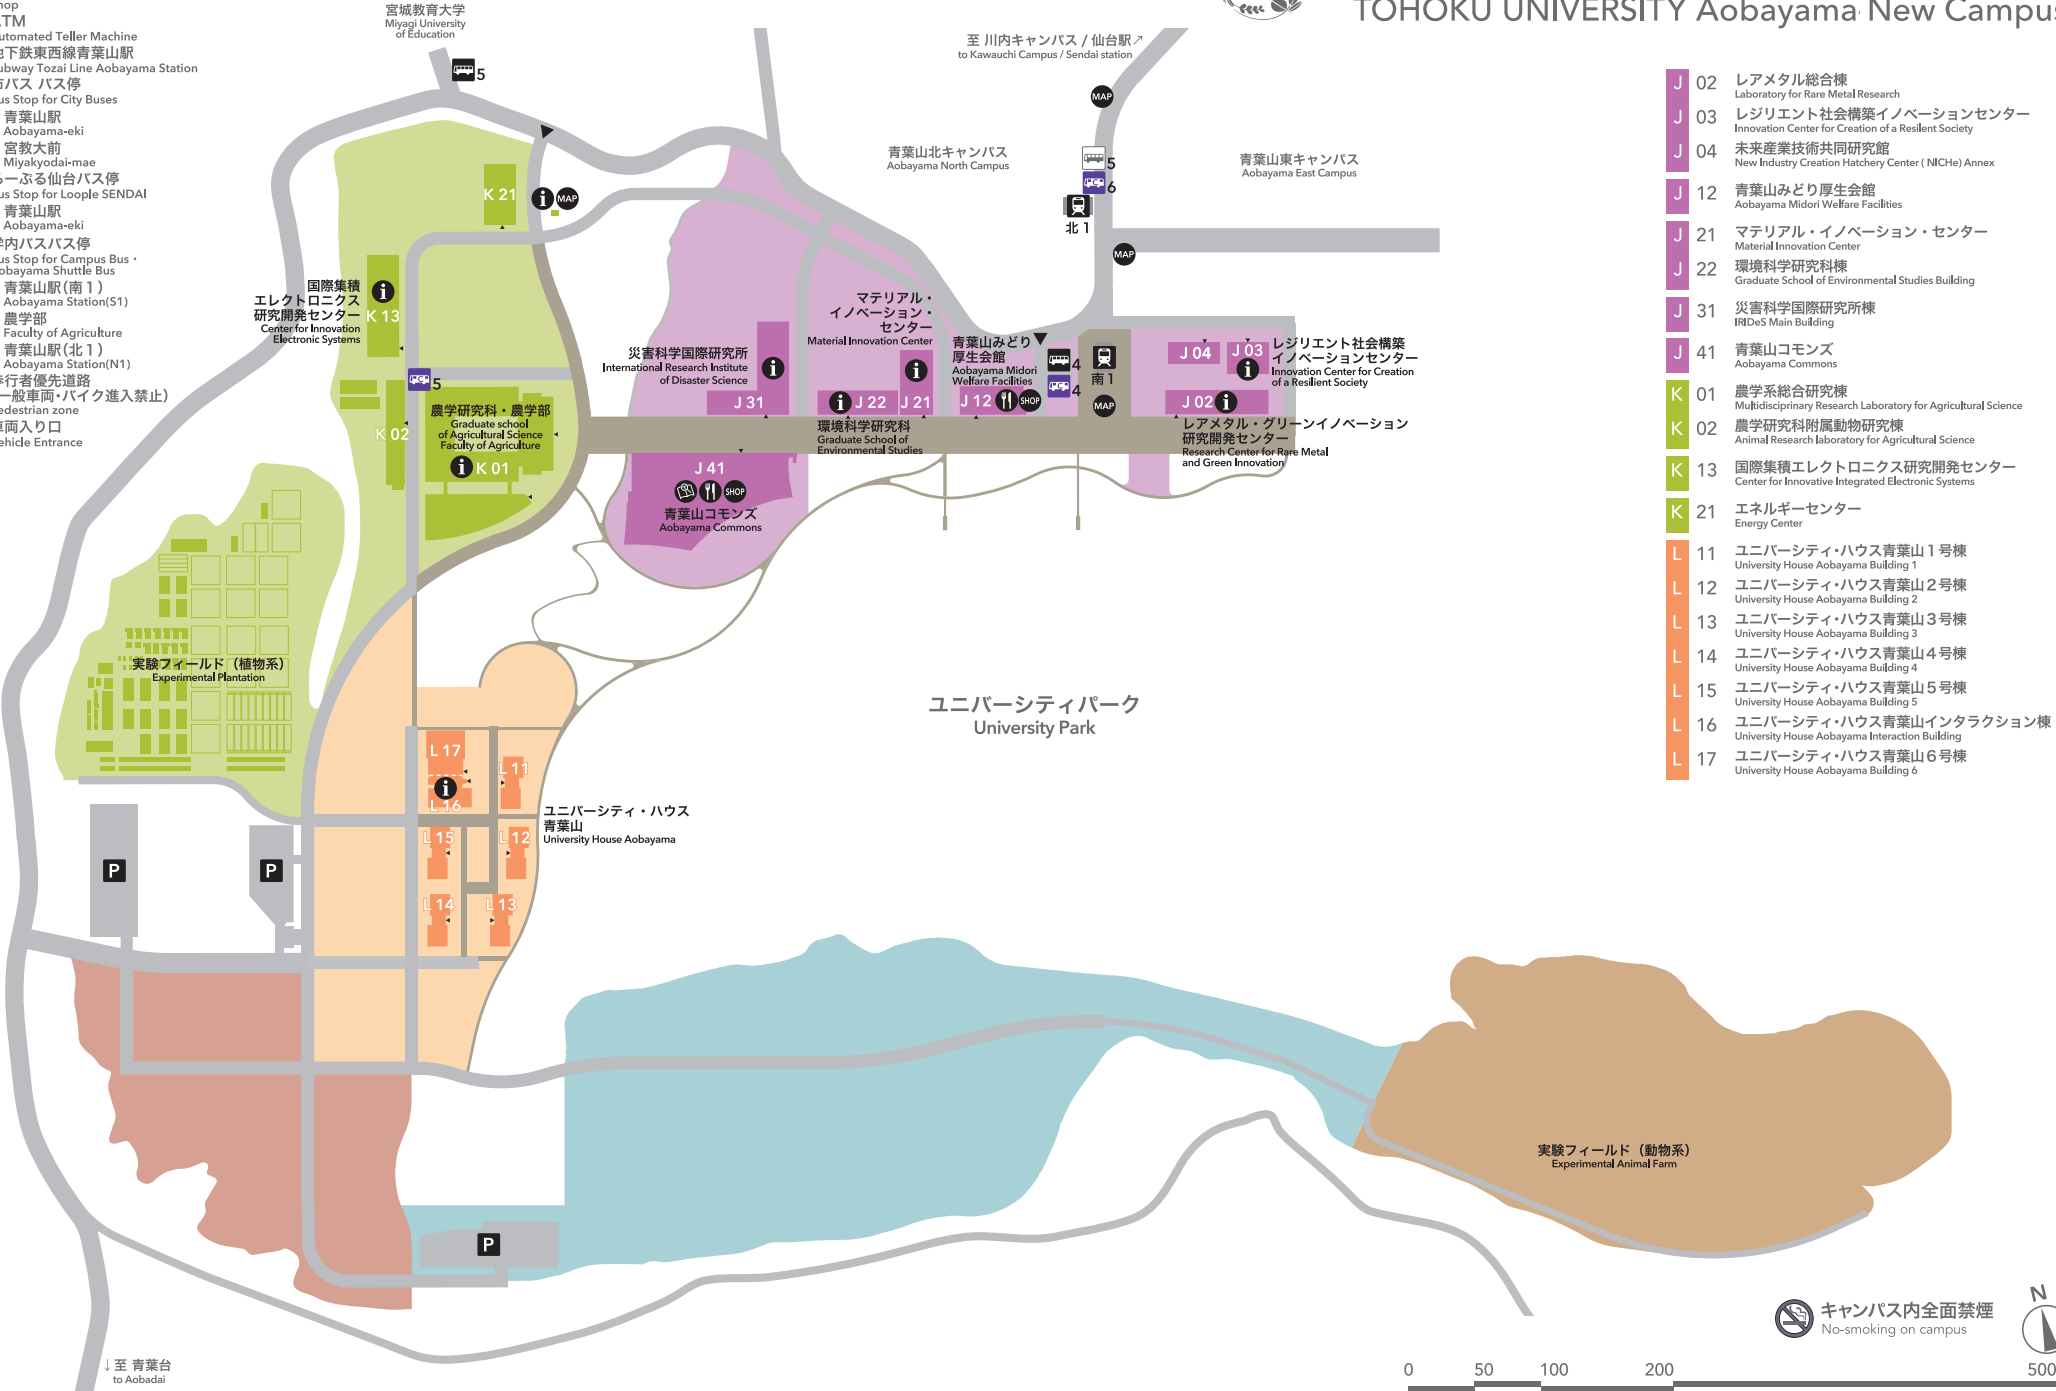 TM
utomated Teller Machine
地下鉄東西線青葉山駅
ubway Tozai Line Aobayama Station
市バス バス停
us Stop for City Buses
青葉山駅
Aobayama-eki
宮教大前
Miyakyodai-mae
るーぷる仙台バス停
us Stop for Loople SENDAI
青葉山駅
Aobayama-eki
学内バスバス停
us Stop for Campus Bus・
obayama Shuttle Bus
青葉山駅(南1)
Aobayama Station(S1)
農学部
Faculty of Agriculture
青葉山駅(北1)
Aobayama Station(N1)
歩行者優先道路
一般車両・バイク進入禁止)
edestrian zone
車両入り口
ehicle Entrance
宮城教育大学
Miyagi University
of Education
5
至 川内キャンパス / 仙台駅↗
to Kawauchi Campus / Sendai station
TOHOKU UNIVERSITY Aobayama New Campus
MAP
青葉山北キャンパス
Aobayama North Campus
5
6
北1
MAP
青葉山東キャンパス
Aobayama East Campus
K 21
i MAP
国際集積
エレクトロニクス
研究開発センター
Center for Innovation
Electronic Systems
i
K 13
5
農学研究科・農学部
Graduate school
of Agricultural Science
Faculty of Agriculture
K 02
i K 01
災害科学国際研究所
International Research Institute
of Disaster Science
i
J 31
マテリアル・
イノベーション・
センター
Material Innovation Center
i
i J 22
J 21
環境科学研究科
Graduate School of
Environmental Studies
青葉山みどり
厚生会館
Aobayama Midori
Welfare Facilities
J 12 SHOP
4
4
南1
MAP
J 04
J 03
i
レジリエント社会構築
イノベーションセンター
Innovation Center for Creation
of a Resilient Society
J 02 i
レアメタル・グリーンイノベーション
研究開発センター
Research Center for Rare Metal
and Green Innovation
J 41
SHOP
青葉山コモンズ
Aobayama Commons
実験フィールド（植物系）
Experimental Plantation
ユニバーシティパーク
University Park
L 17
i
L 16
L 11
L 15
L 12
L 14
L 13
ユニバーシティ・ハウス
青葉山
University House Aobayama
P
P
P
実験フィールド（動物系）
Experimental Animal Farm
↓至 青葉台
to Aobadai
J 02 レアメタル総合棟
Laboratory for Rare Metal Research
J 03 レジリエント社会構築イノベーションセンター
Innovation Center for Creation of a Resilent Society
J 04 未来産業技術共同研究館
New Industry Creation Hatchery Center ( NICHe) Annex
J 12 青葉山みどり厚生会館
Aobayama Midori Welfare Facilities
J 21 マテリアル・イノベーション・センター
Material Innovation Center
J 22 環境科学研究科棟
Graduate School of Environmental Studies Building
J 31 災害科学国際研究所棟
IRIDeS Main Building
J 41 青葉山コモンズ
Aobayama Commons
K 01 農学系総合研究棟
Multidisciprinary Research Laboratory for Agricultural Science
K 02 農学研究科附属動物研究棟
Animal Research laboratory for Agricultural Science
K 13 国際集積エレクトロニクス研究開発センター
Center for Innovative Integrated Electronic Systems
K 21 エネルギーセンター
Energy Center
L 11 ユニバーシティ・ハウス青葉山1号棟
University House Aobayama Building 1
L 12 ユニバーシティ・ハウス青葉山2号棟
University House Aobayama Building 2
L 13 ユニバーシティ・ハウス青葉山3号棟
University House Aobayama Building 3
L 14 ユニバーシティ・ハウス青葉山4号棟
University House Aobayama Building 4
L 15 ユニバーシティ・ハウス青葉山5号棟
University House Aobayama Building 5
L 16 ユニバーシティ・ハウス青葉山インタラクション棟
University House Aobayama Interaction Building
L 17 ユニバーシティ・ハウス青葉山6号棟
University House Aobayama Building 6
キャンパス内全面禁煙
No-smoking on campus
N
0 50 100 200 500